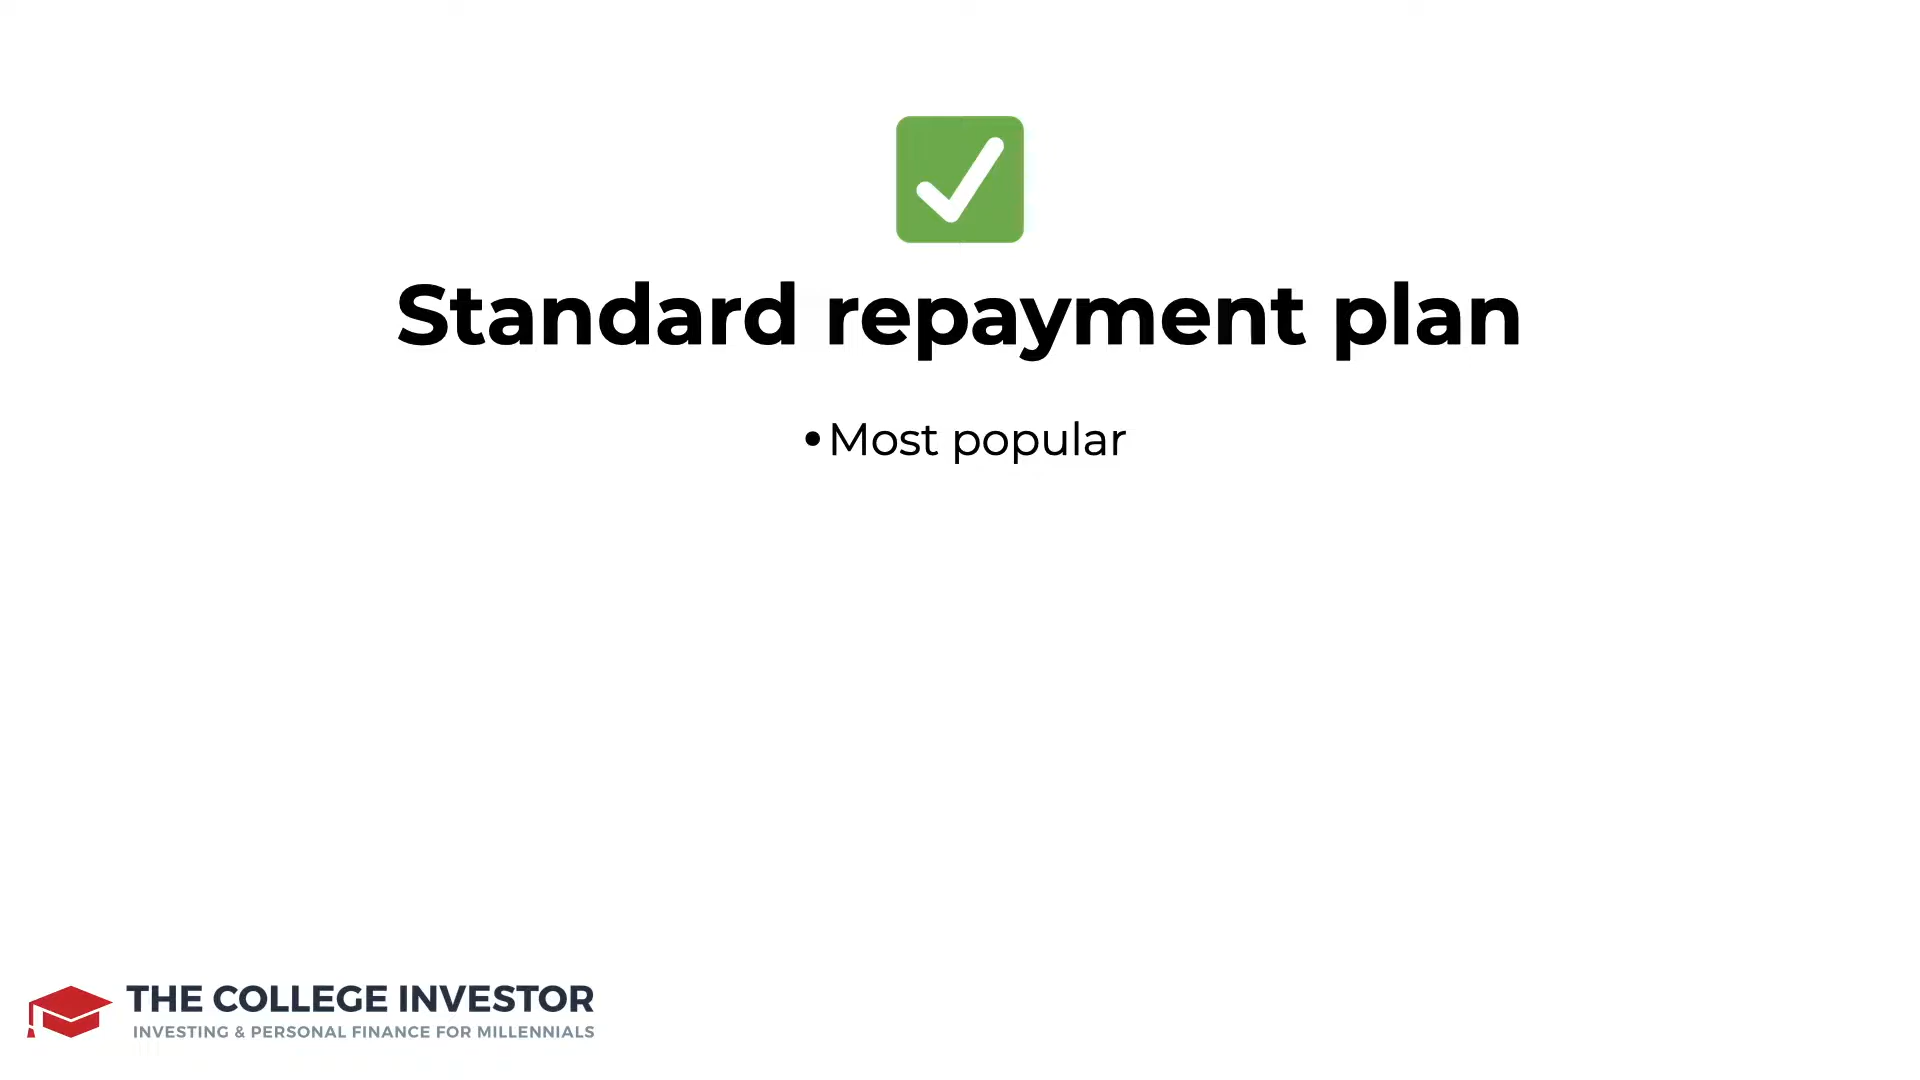 Standard repayment plan
•Most popular
THE COLLEGE INVESTOR
INVESTING & PERSONAL FINANCE FOR MILLENNIALS